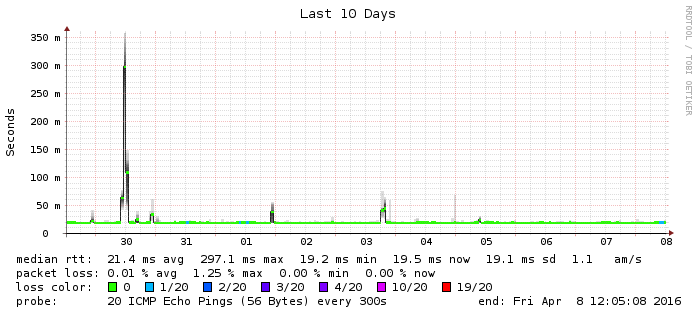 Last 10 Days
RRDTOOL / TOBI OETIKER
Seconds
350 m
300 m
250 m
200 m
150 m
100 m
50 m
0
30 31 01 02 03 04 05 06 07 08
median rtt: 21.4 ms avg 297.1 ms max 19.2 ms min 19.5 ms now 19.1 ms sd 1.1 am/s
packet loss: 0.01 % avg 1.25 % max 0.00 % min 0.00 % now
loss color: 0 1/20 2/20 3/20 4/20 10/20 19/20
probe: 20 ICMP Echo Pings (56 Bytes) every 300s end: Fri Apr 8 12:05:08 2016